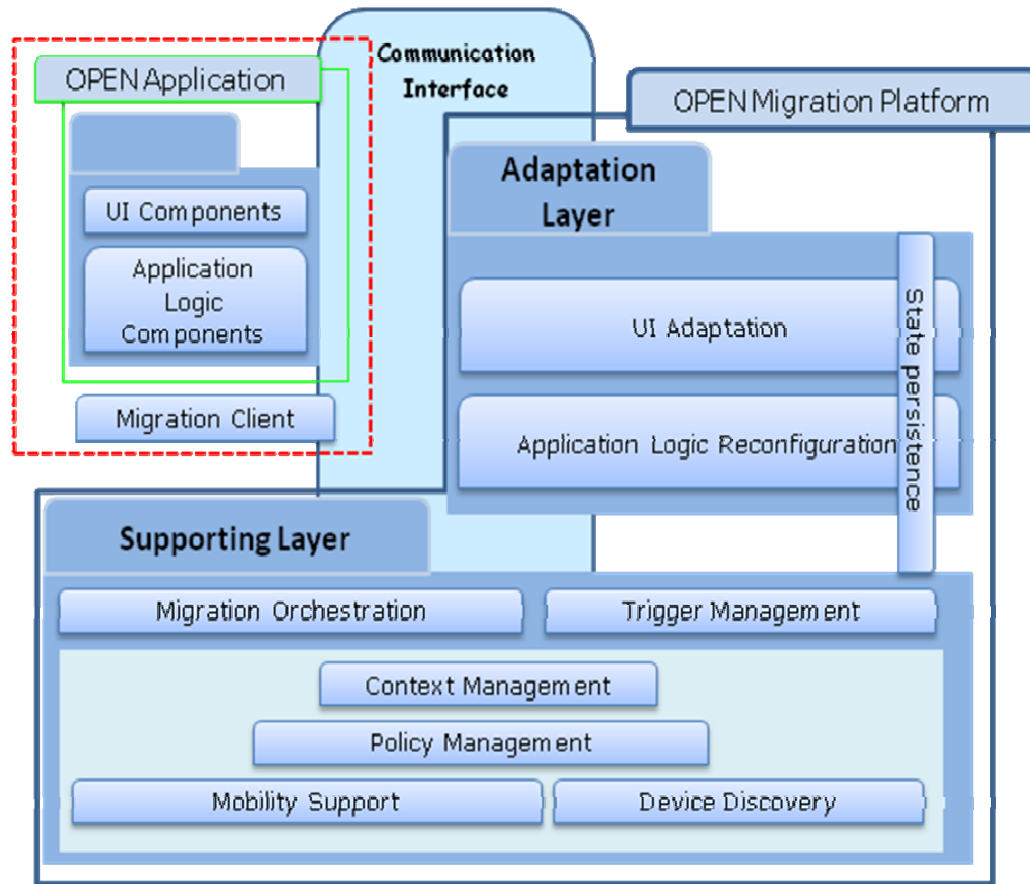 Communication
Interface
OPEN Application
OPEN Migration Platform
UI Components
Application
Logic
Components
Migration Client
Adaptation
Layer
UI Adaptation
Application Logic Reconfiguration
State persistence
Supporting Layer
Migration Orchestration
Trigger Management
Context Management
Policy Management
Mobility Support
Device Discovery